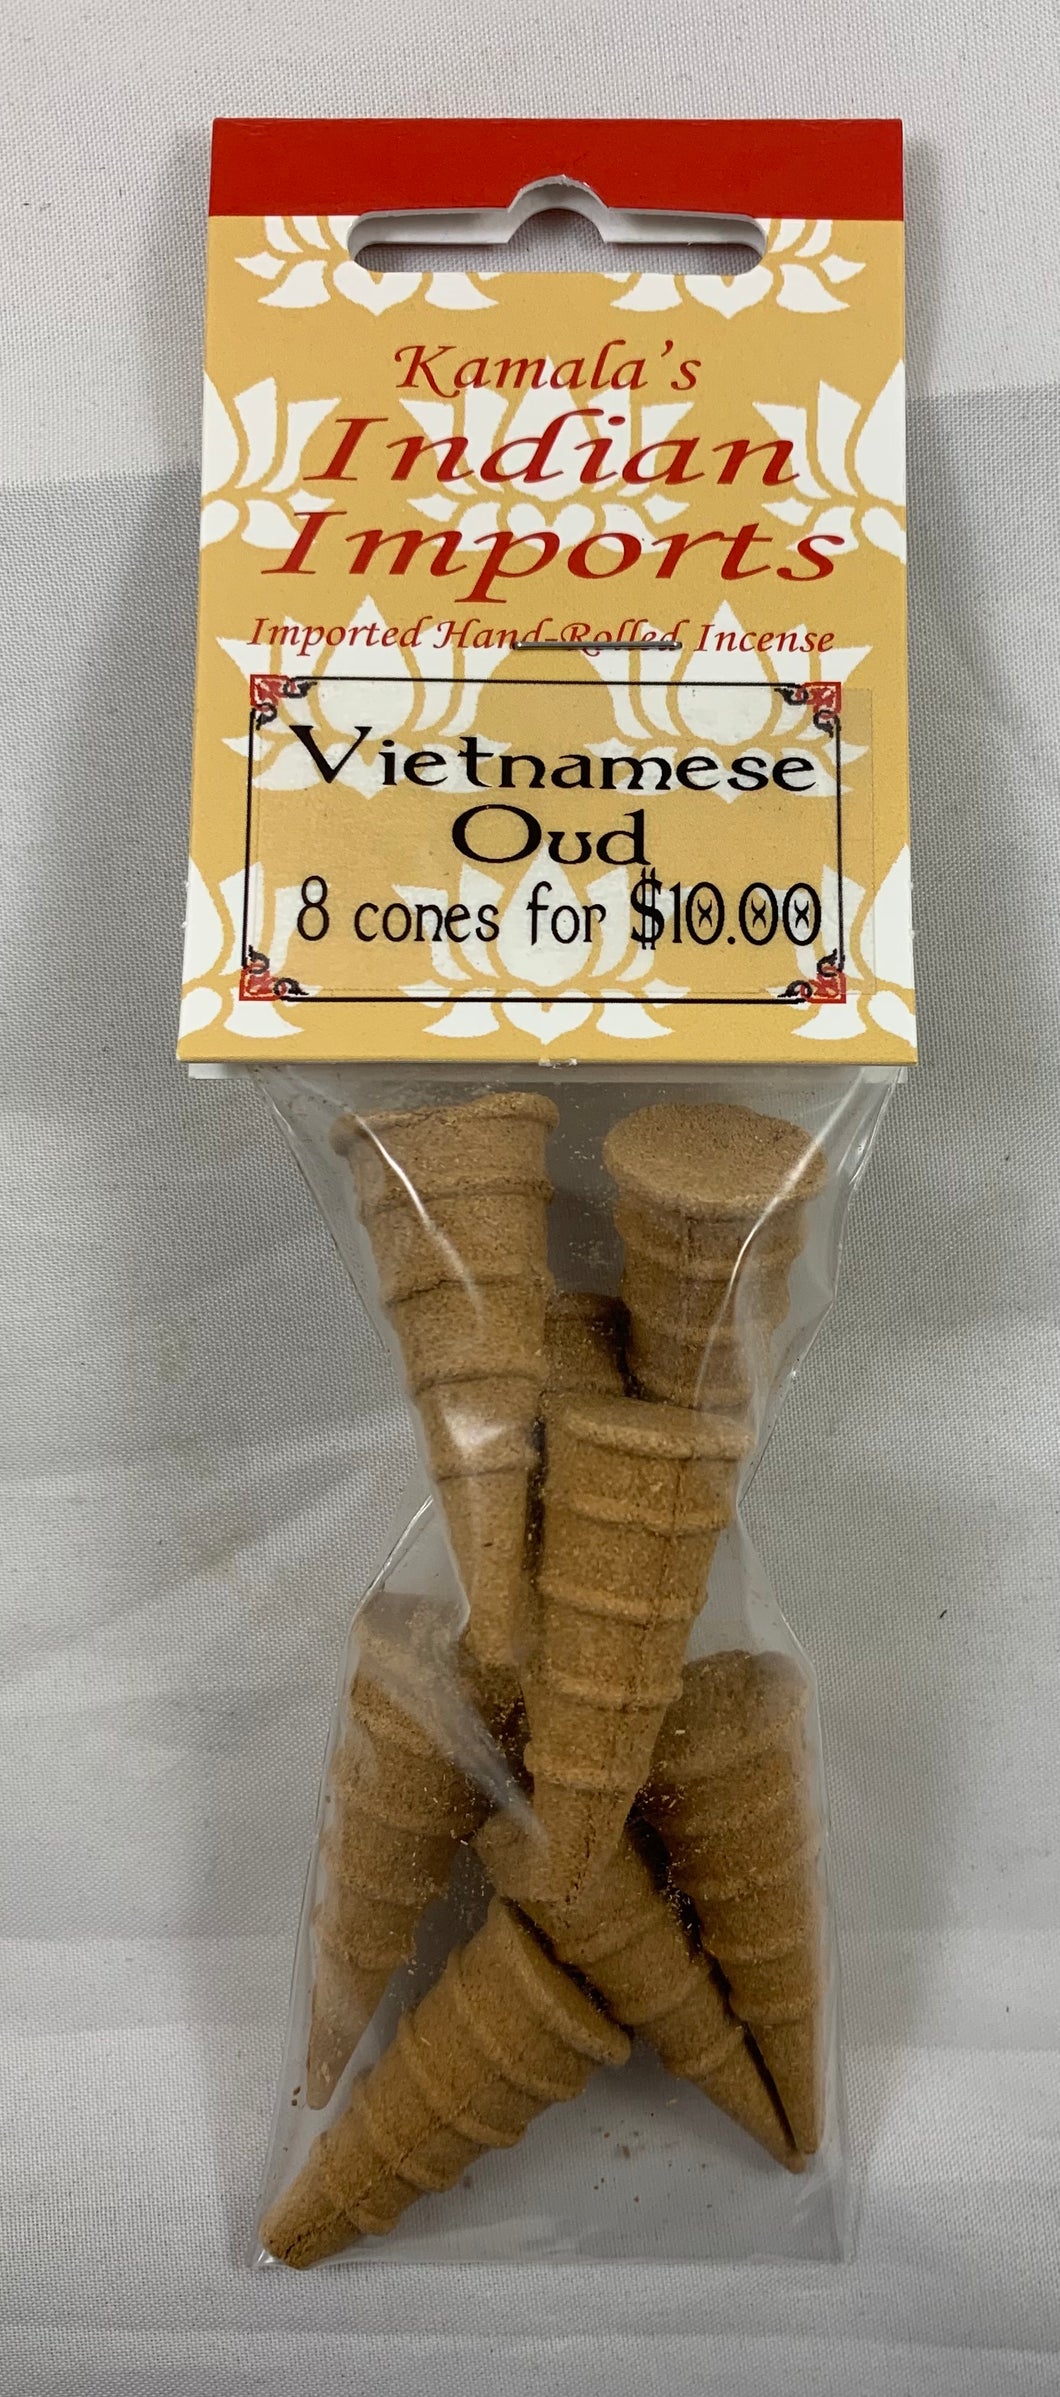 Kamala's
Indian
Imports
Imported Hand-Rolled Incense
Vietnamese
Oud
8 cones for $10.00